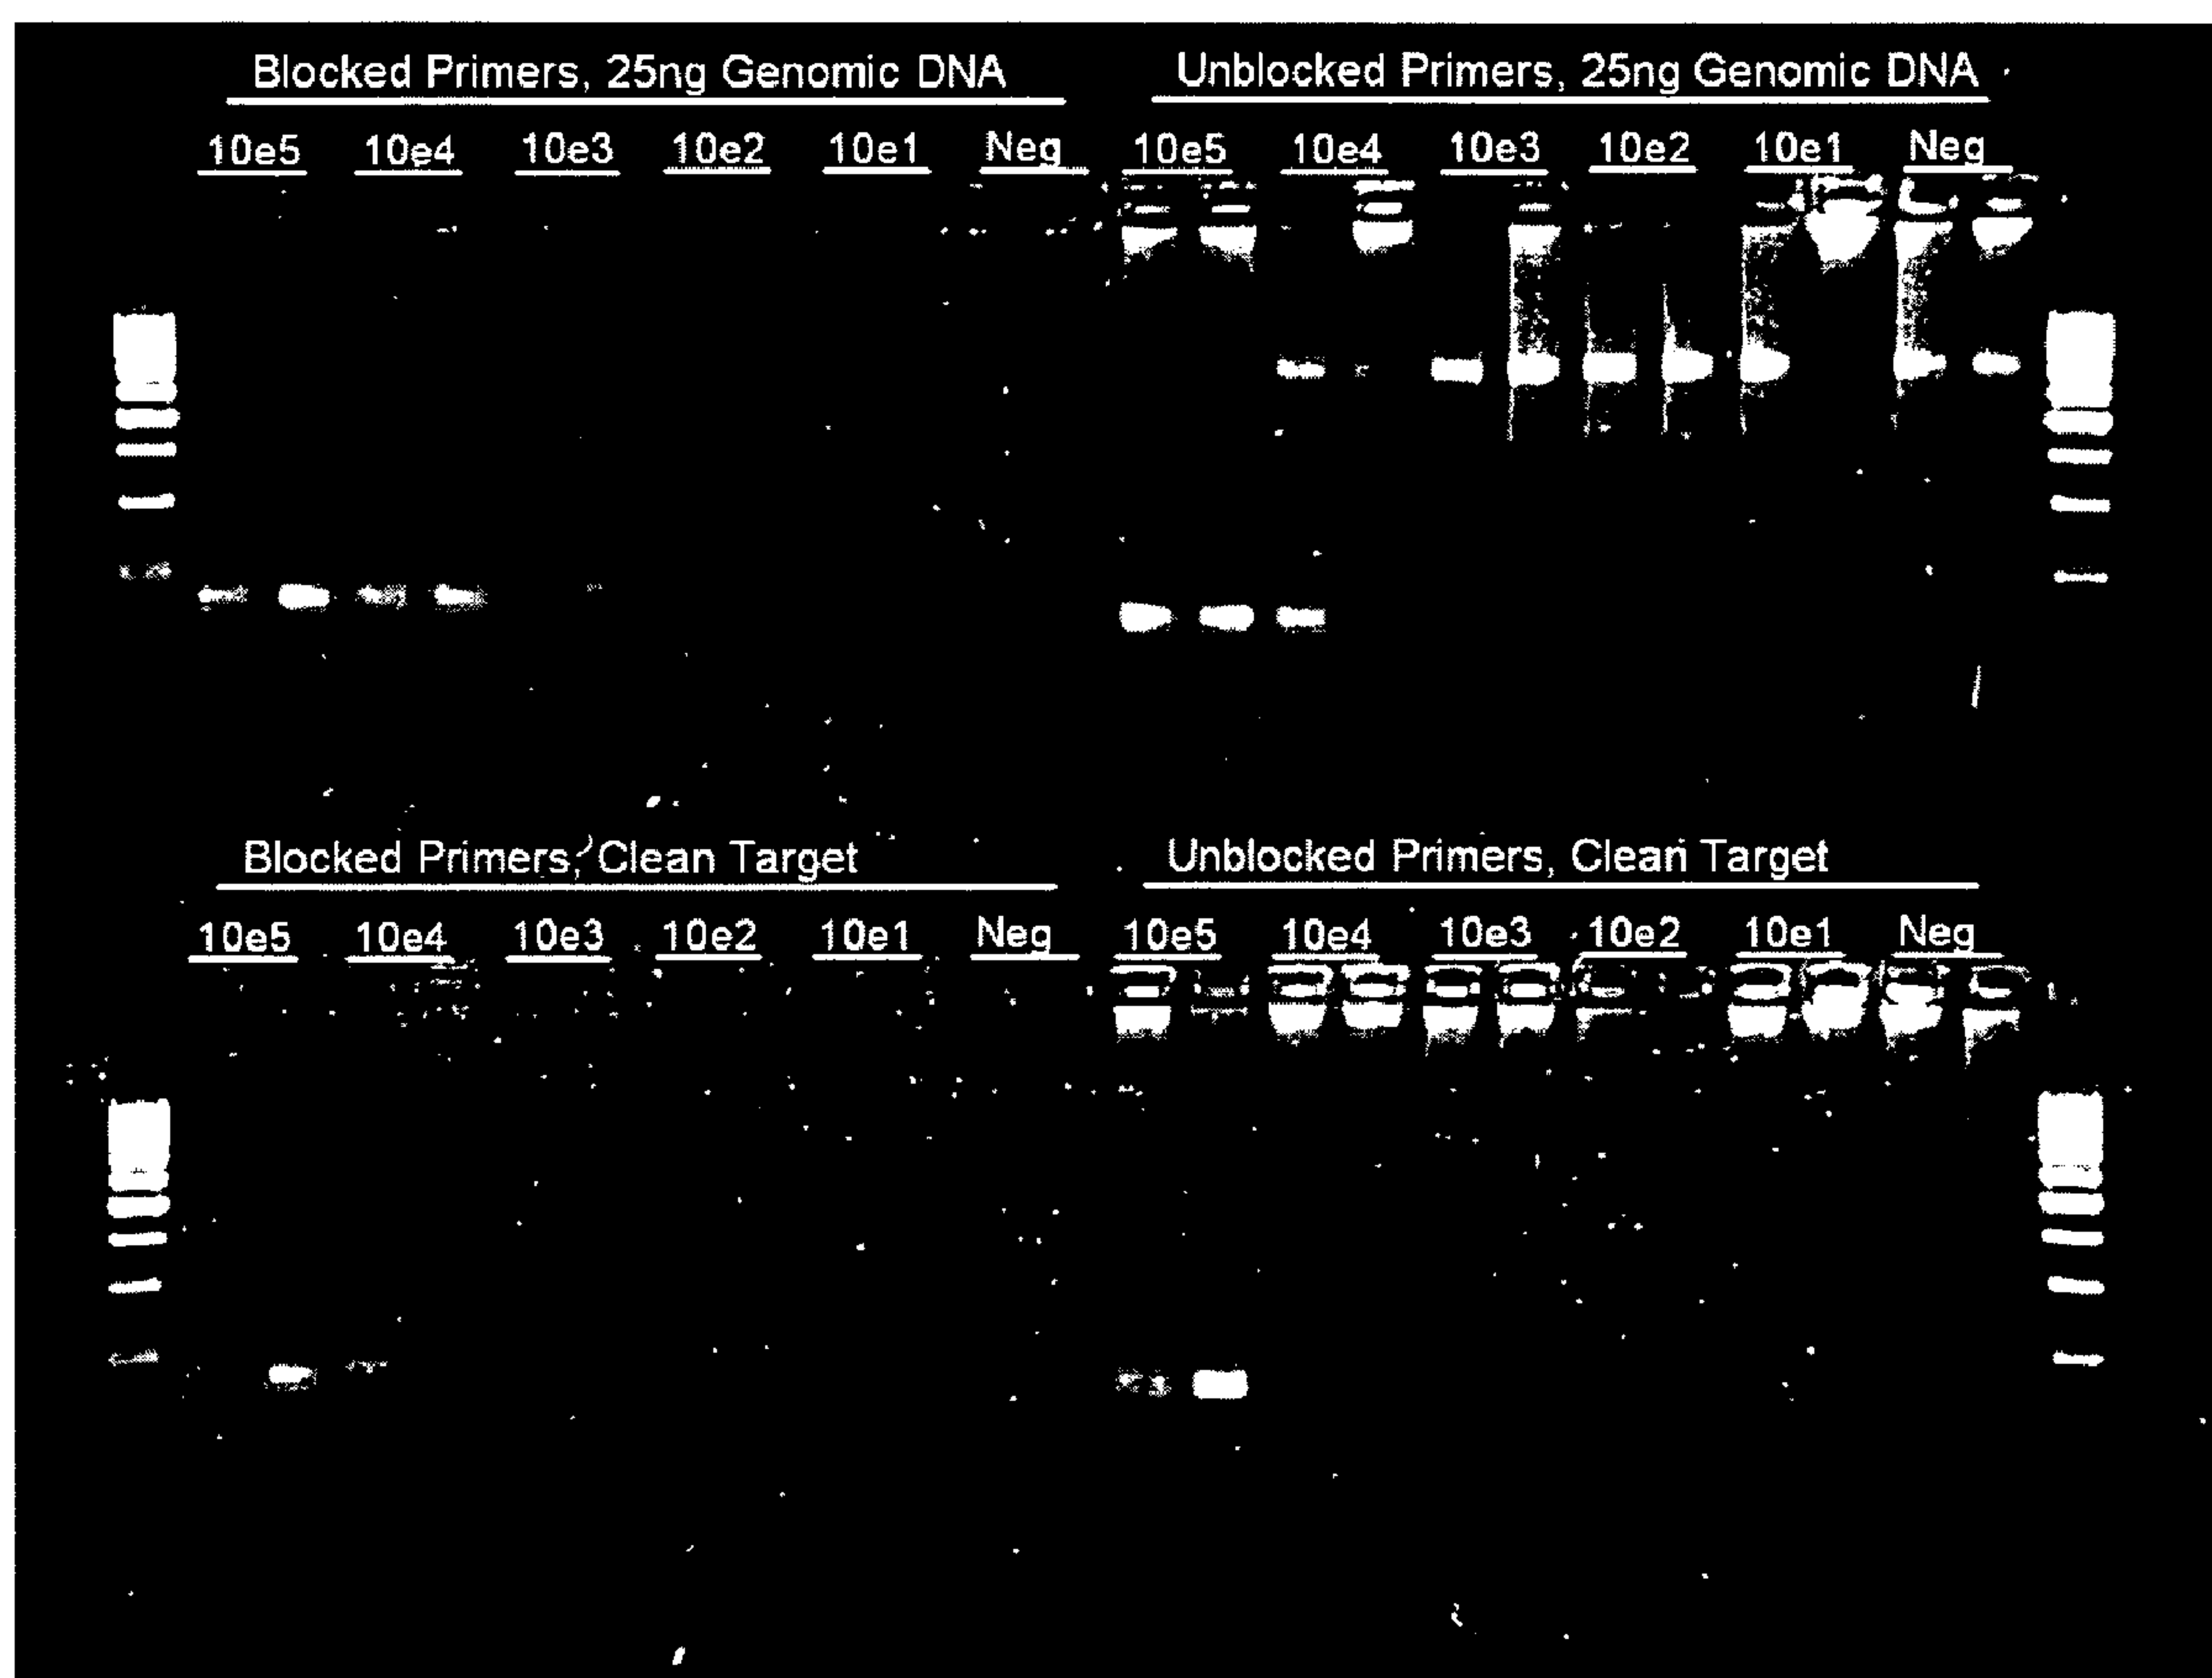 Blocked Primers, 25ng Genomic DNA
Unblocked Primers, 25ng Genomic DNA
10e5 10e4 10e3 10e2 10e1 Neg
10e5 10e4 10e3 10e2 10e1 Neg
Blocked Primers, Clean Target
Unblocked Primers, Clean Target
10e5 10e4 10e3 10e2 10e1 Neg
10e5 10e4 10e3 10e2 10e1 Neg